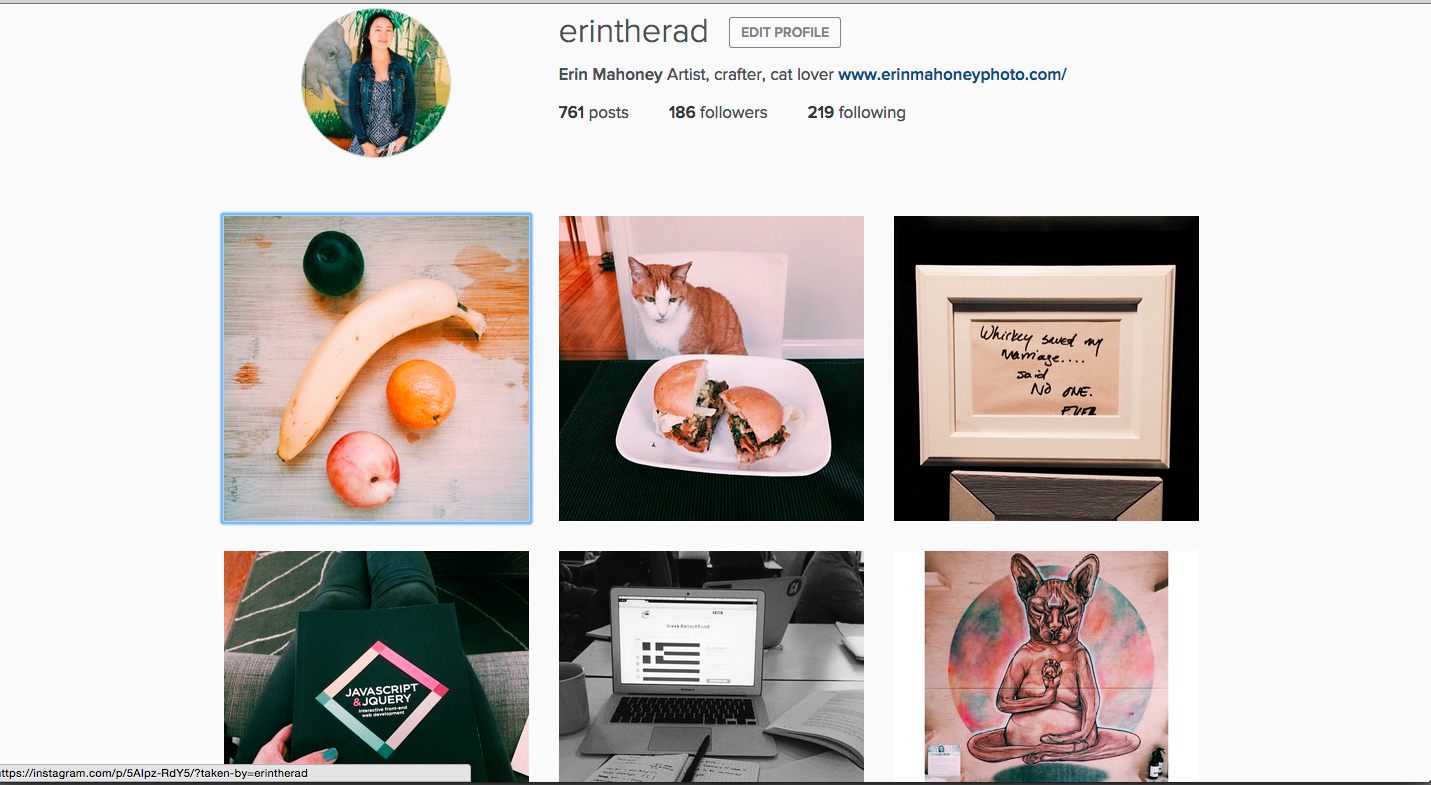 erintherad EDIT PROFILE
Erin Mahoney Artist, crafter, cat lover www.erinmahoneyphoto.com/
761 posts 186 followers 219 following
Whiskey saved my
Marriage....
said
NO ONE.
JAVASCRIPT
&JQUERY
interactive front-end
web development
Greek Bailout Fund
ttps://instagram.com/p/5AIpz-RdY5/?taken-by=erintherad